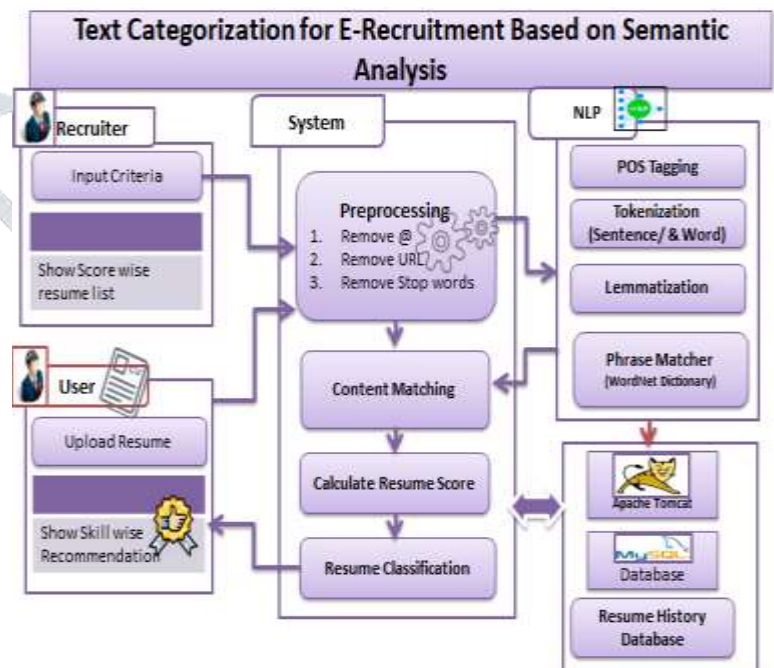 Text Categorization for E-Recruitment Based on Semantic
Analysis
Recruiter
Input Criteria
Show Score wise
resume list
User
Upload Resume
Show Skill wise
Recommendation
System
Preprocessing
1. Remove @
2. Remove URL
3. Remove Stop words
Content Matching
Calculate Resume Score
Resume Classification
NLP
POS Tagging
Tokenization
(Sentence/ & Word)
Lemmatization
Phrase Matcher
(WordNet Dictionary)
Apache Tomcat
MySQL
Database
Resume History
Database